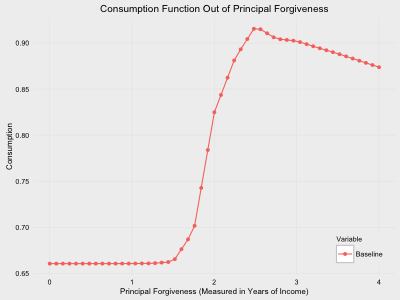 Consumption Function Out of Principal Forgiveness
Consumption
0.90
0.85
0.80
0.75
0.70
0.65
0 1 2 3 4
Principal Forgiveness (Measured in Years of Income)
Variable
Baseline